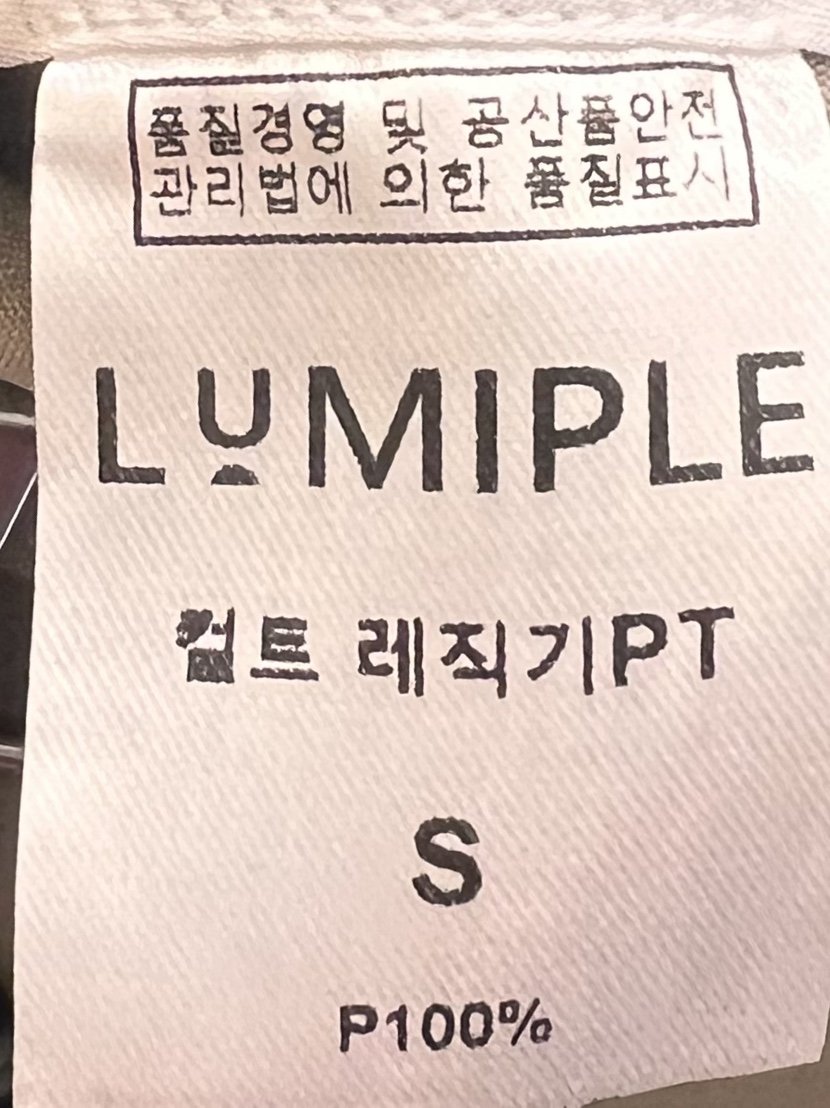 품질경영 및 공산품안전
관리법에 의한 품질표시
LUMIPLE
컬트 레직기PT
S
P100%